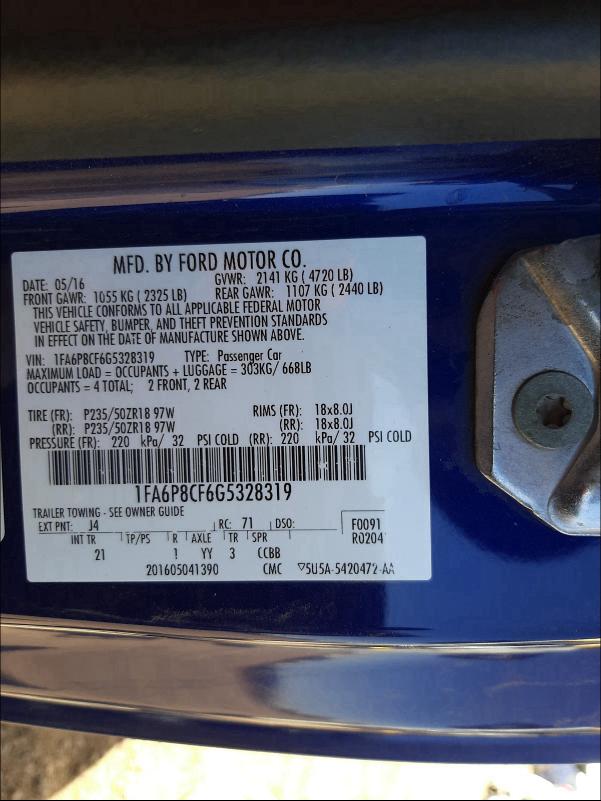 MFD. BY FORD MOTOR CO.
DATE: 05/16 GVWR: 2141 KG ( 4720 LB)
FRONT GAWR: 1055 KG ( 2325 LB) REAR GAWR: 1107 KG ( 2440 LB)
THIS VEHICLE CONFORMS TO ALL APPLICABLE FEDERAL MOTOR
VEHICLE SAFETY, BUMPER, AND THEFT PREVENTION STANDARDS
IN EFFECT ON THE DATE OF MANUFACTURE SHOWN ABOVE.
VIN: 1FA6P8CF6G5328319 TYPE: Passenger Car
MAXIMUM LOAD = OCCUPANTS + LUGGAGE = 303KG/ 668LB
OCCUPANTS = 4 TOTAL; 2 FRONT, 2 REAR
TIRE (FR): P235/50ZR18 97W RIMS (FR): 18x8.0J
(RR): P235/50ZR18 97W (RR): 18x8.0J
PRESSURE (FR): 220 kPa/ 32 PSI COLD (RR): 220 kPa/ 32 PSI COLD
1FA6P8CF6G5328319
TRAILER TOWING - SEE OWNER GUIDE
EXT PNT: J4 RC: 71 DSO: F0091
R0204
INT TR TP/PS R AXLE TR SPR
21 1 YY 3 CCBB
201605041390 CMC ▽5U5A-5420472-AA